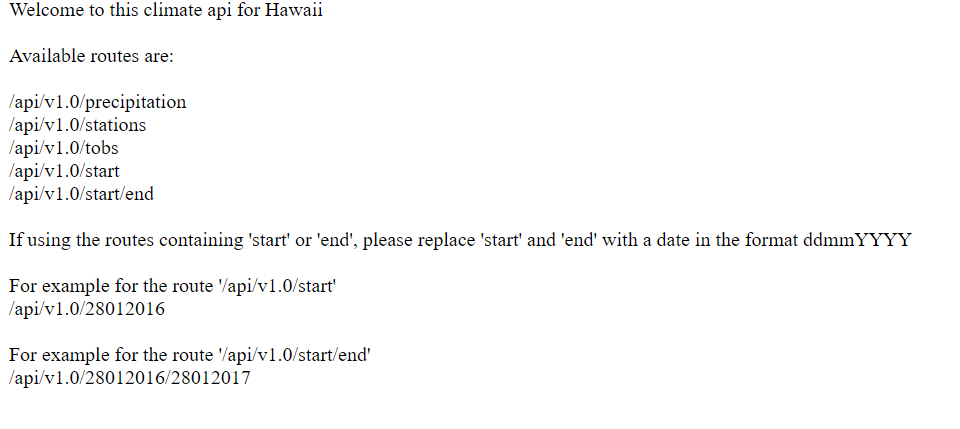 Welcome to this climate api for Hawaii
Available routes are:
/api/v1.0/precipitation
/api/v1.0/stations
/api/v1.0/tobs
/api/v1.0/start
/api/v1.0/start/end
If using the routes containing 'start' or 'end', please replace 'start' and 'end' with a date in the format ddmmYYYY
For example for the route '/api/v1.0/start'
/api/v1.0/28012016
For example for the route '/api/v1.0/start/end'
/api/v1.0/28012016/28012017